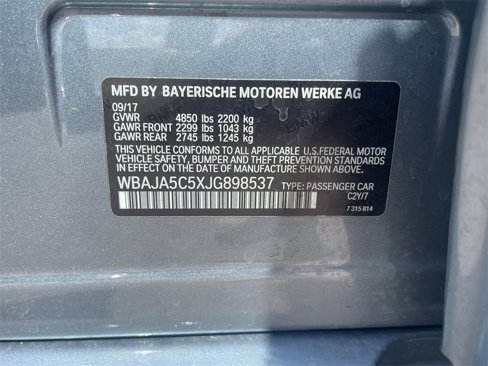 MFD BY BAYERISCHE MOTOREN WERKE AG
09/17
GVWR 4850 lbs 2200 kg
GAWR FRONT 2299 lbs 1043 kg
GAWR REAR 2745 lbs 1245 kg
THIS VEHICLE CONFORMS TO ALL APPLICABLE U.S.FEDERAL MOTOR
VEHICLE SAFETY, BUMPER AND THEFT PREVENTION STANDARDS
IN EFFECT ON THE DATE OF MANUFACTURE SHOWN ABOVE.
WBAJA5C5XJG898537 TYPE: PASSENGER CAR
C2Y/7
7 315 814